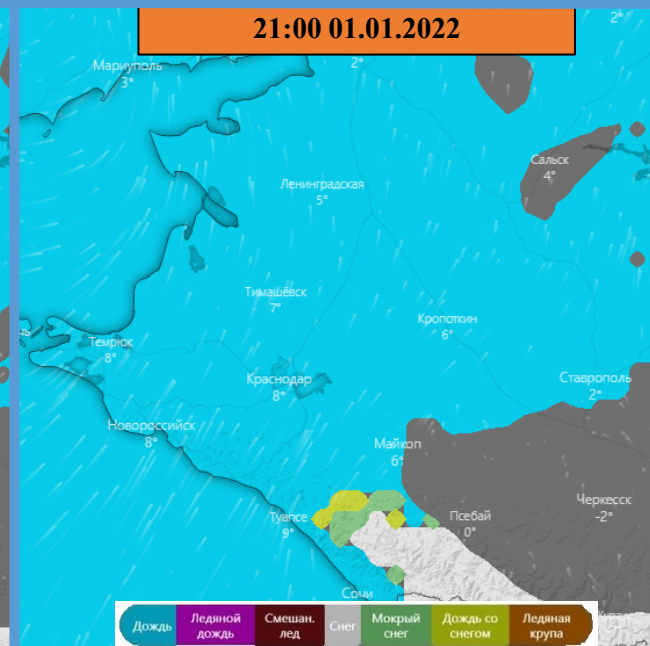 21:00 01.01.2022
2°
Мариуполь
3°
2°
Сальск
4°
Ленинградская
5°
Тимашёвск
7°
Кропоткин
6°
Темрюк
8°
Краснодар
8°
Ставрополь
2°
Новороссийск
8°
Майкоп
6°
Черкесск
-2°
Туапсе
9°
Псебай
0°
Сочи
Дождь
Ледяной
дождь
Смешан.
лед
Снег
Мокрый
снег
Дождь со
снегом
Ледяная
крупа